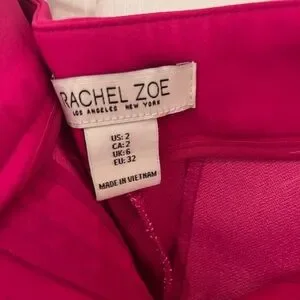 RACHEL ZOE
LOS ANGELES NEW YORK
US: 2
CA: 2
UK: 6
EU: 32
MADE IN VIETNAM